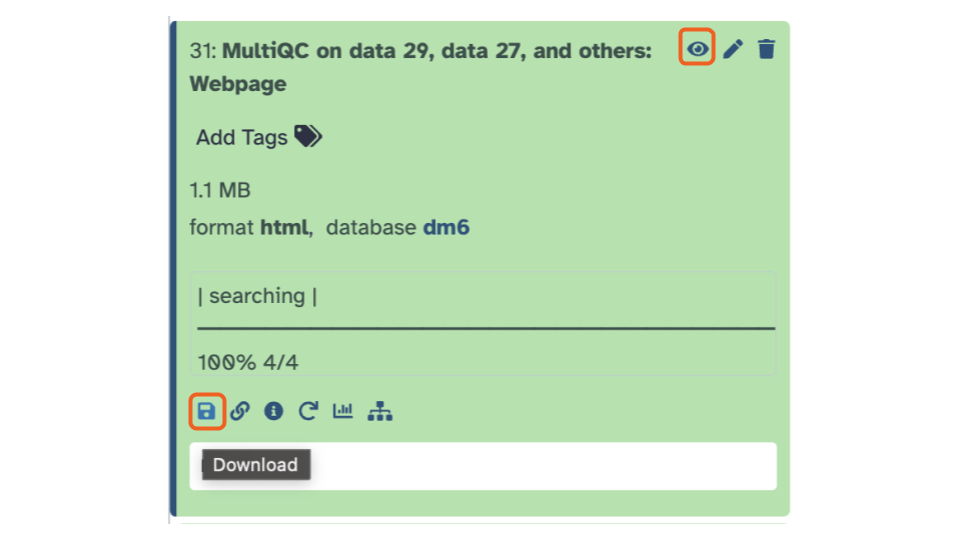 31: MultiQC on data 29, data 27, and others:
Webpage
Add Tags
1.1 MB
format html, database dm6
| searching |
100% 4/4
Download